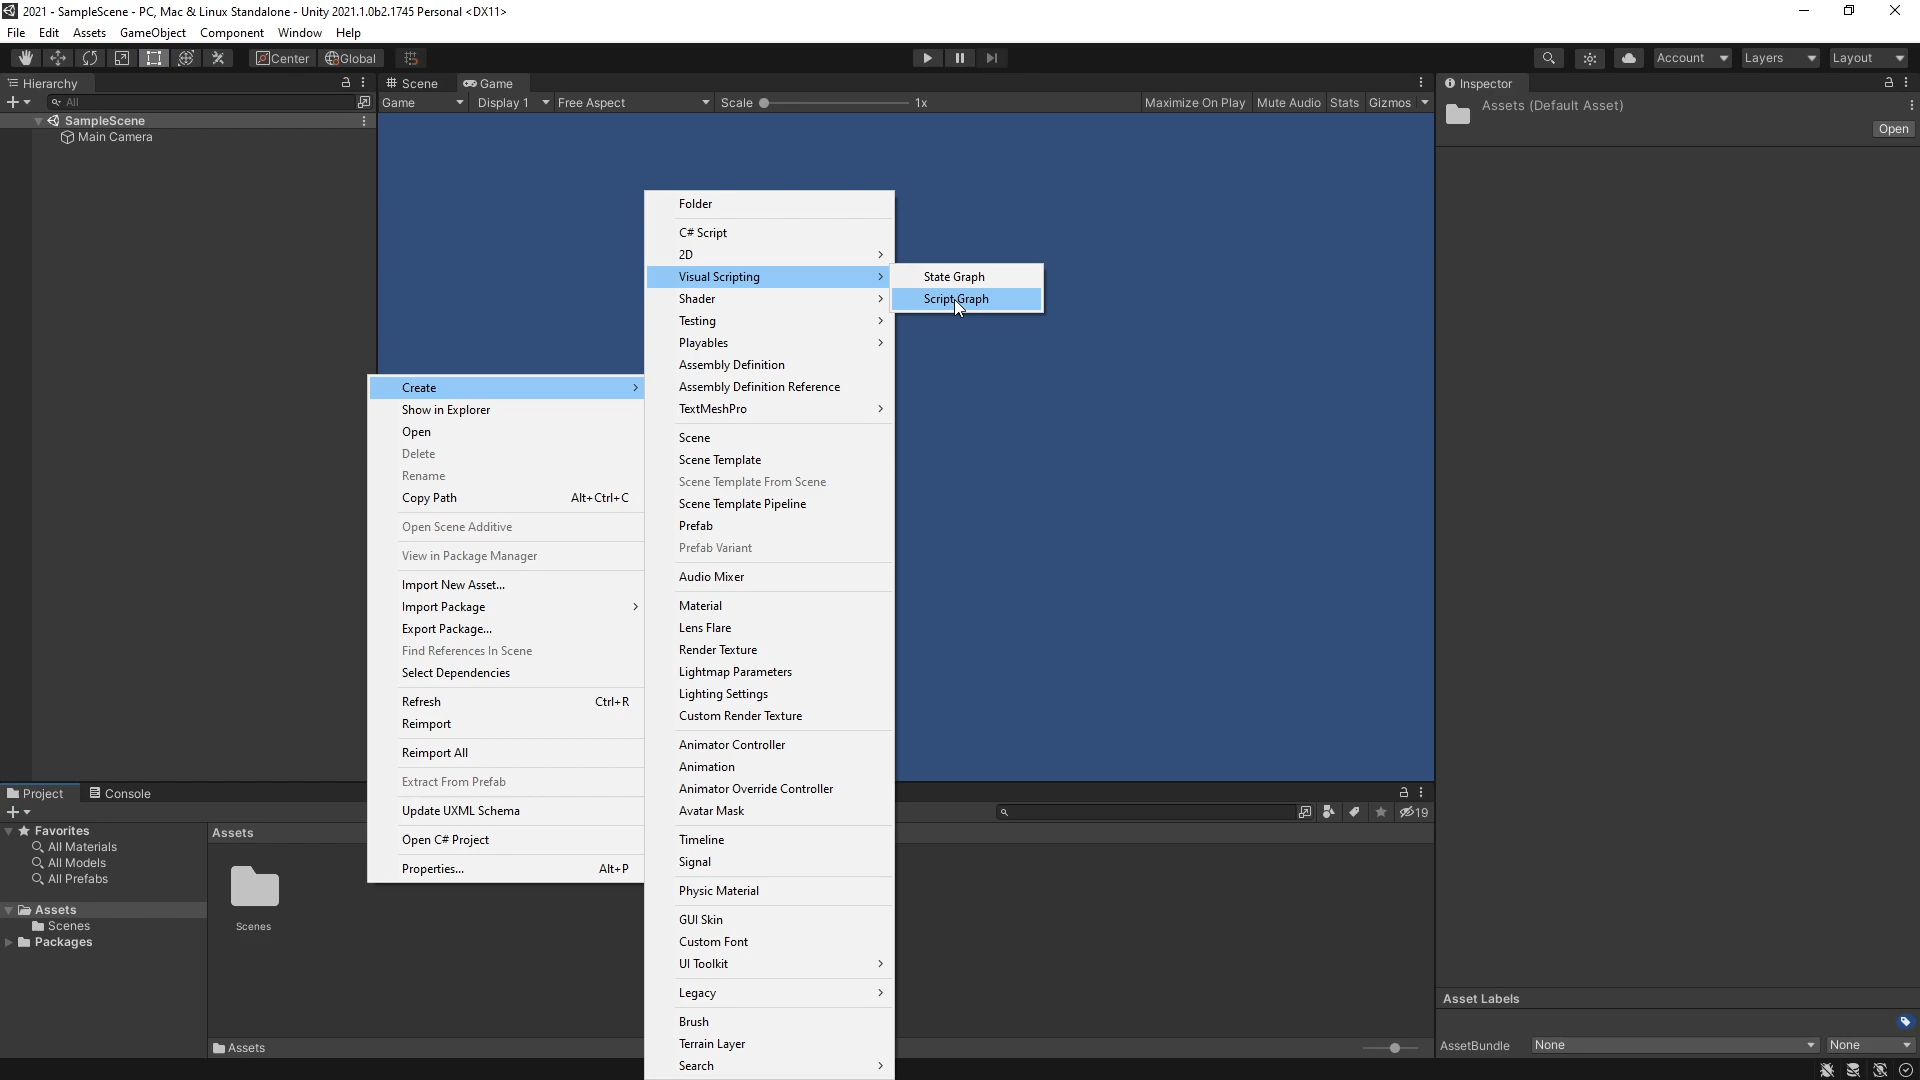 2021 - SampleScene - PC, Mac & Linux Standalone - Unity 2021.1.0b2.1745 Personal <DX11>
File Edit Assets GameObject Component Window Help
Center Global Account Layers Layout
Hierarchy
All
SampleScene
Main Camera
Scene Game
Game Display 1 Free Aspect Scale 1x Maximize On Play Mute Audio Stats Gizmos
Inspector
Assets (Default Asset)
Open
Create
Show in Explorer
Open
Delete
Rename
Copy Path Alt+Ctrl+C
Open Scene Additive
View in Package Manager
Import New Asset...
Import Package
Export Package...
Find References In Scene
Select Dependencies
Refresh Ctrl+R
Reimport
Reimport All
Extract From Prefab
Update UXML Schema
Open C# Project
Properties... Alt+P
Folder
C# Script
2D
Visual Scripting
Shader
Testing
Playables
Assembly Definition
Assembly Definition Reference
TextMeshPro
Scene
Scene Template
Scene Template From Scene
Scene Template Pipeline
Prefab
Prefab Variant
Audio Mixer
Material
Lens Flare
Render Texture
Lightmap Parameters
Lighting Settings
Custom Render Texture
Animator Controller
Animation
Animator Override Controller
Avatar Mask
Timeline
Signal
Physic Material
GUI Skin
Custom Font
UI Toolkit
Legacy
Brush
Terrain Layer
Search
State Graph
Script Graph
Project Console
19
Favorites
All Materials
All Models
All Prefabs
Assets
Scenes
Packages
Assets
Scenes
Assets
Asset Labels
AssetBundle None None